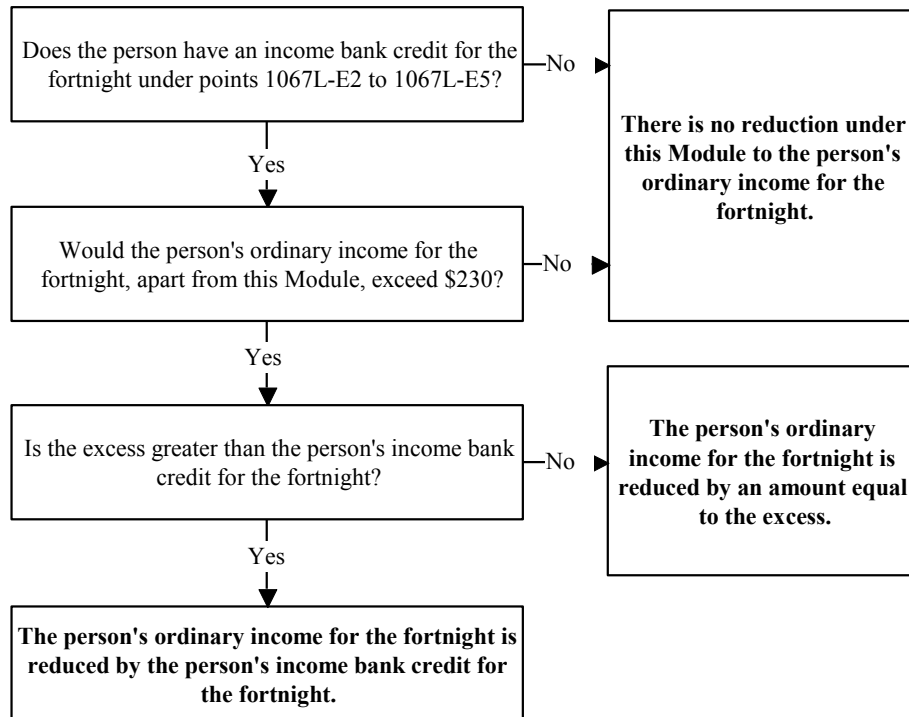 Does the person have an income bank credit for the
fortnight under points 1067L-E2 to 1067L-E5?
No
There is no reduction under
this Module to the person's
ordinary income for the
fortnight.
Yes
Would the person's ordinary income for the
fortnight, apart from this Module, exceed $230?
No
Yes
Is the excess greater than the person's income bank
credit for the fortnight?
No
The person's ordinary
income for the fortnight is
reduced by an amount equal
to the excess.
Yes
The person's ordinary income for the fortnight is
reduced by the person's income bank credit for
the fortnight.